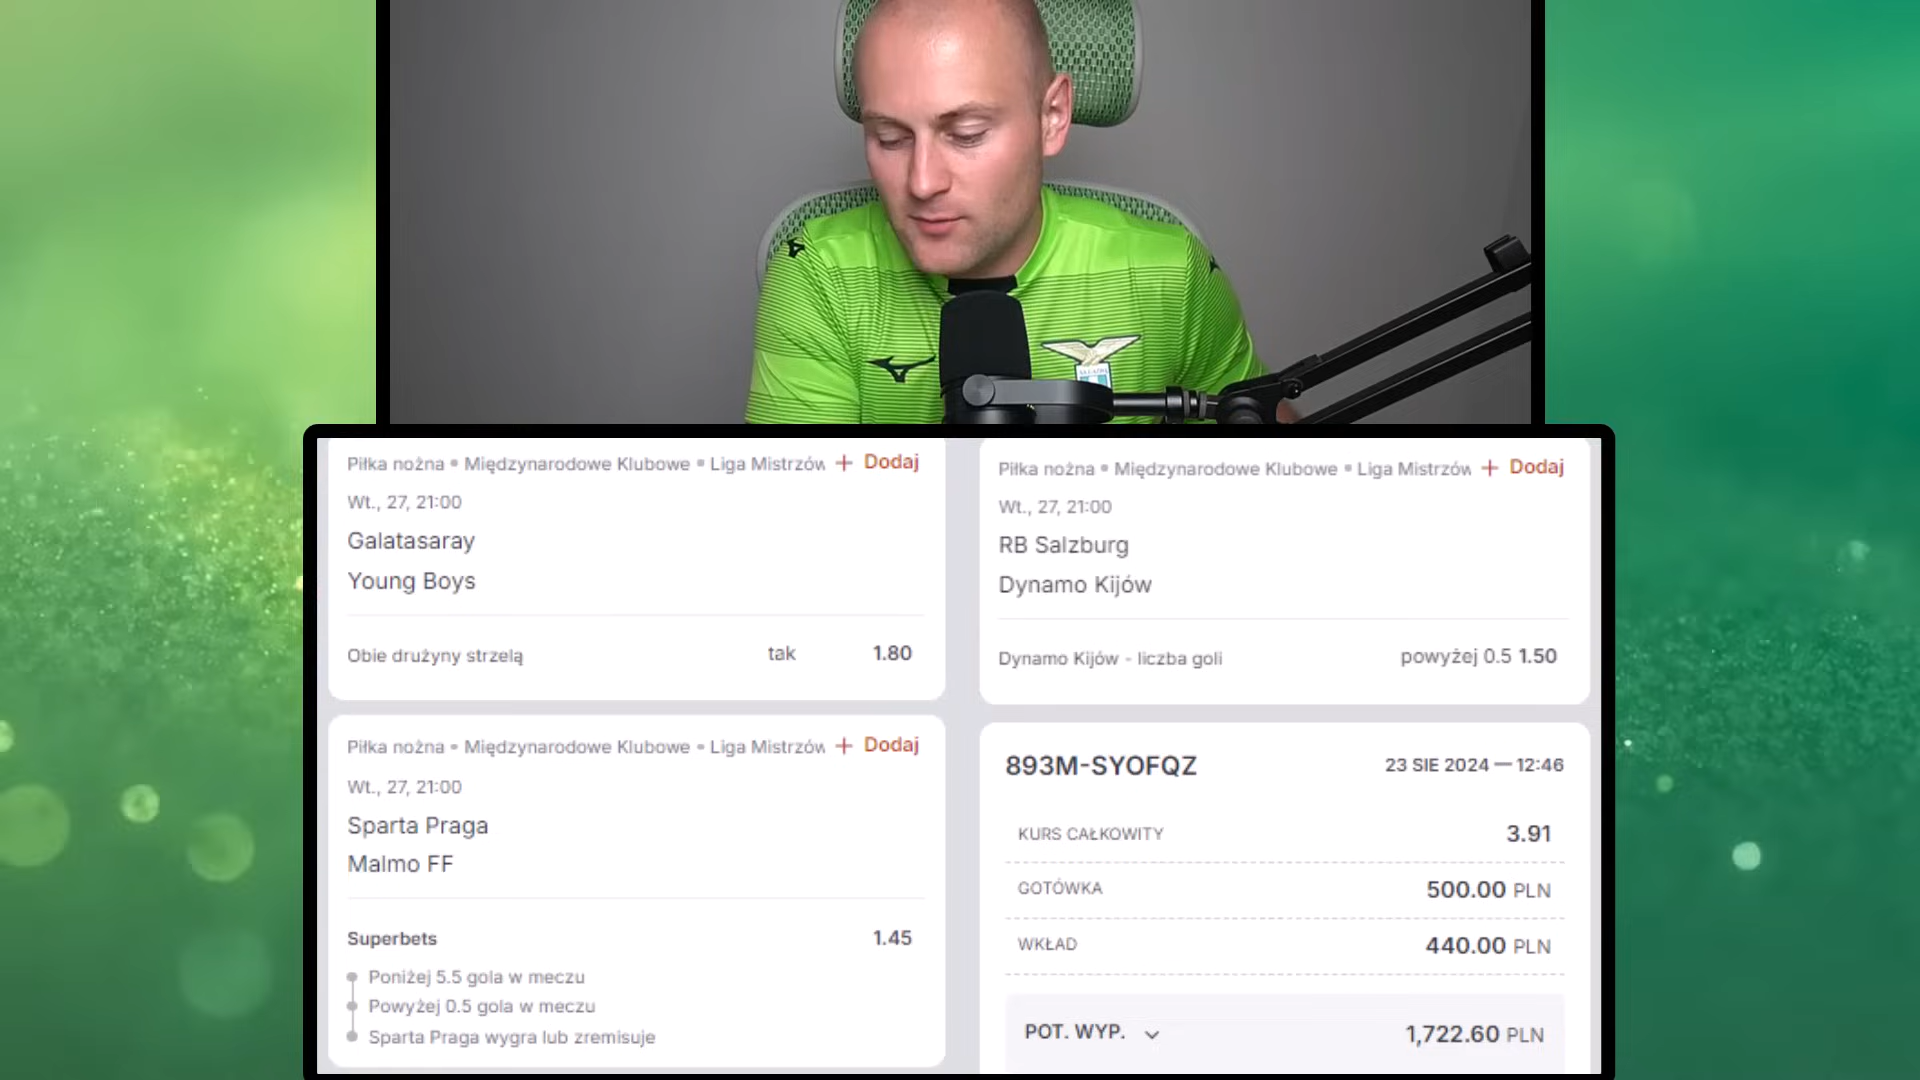 Piłka nożna • Międzynarodowe Klubowe • Liga Mistrzów + Dodaj
Wt., 27, 21:00
Galatasaray
Young Boys
Obie drużyny strzelą tak 1.80
Piłka nożna • Międzynarodowe Klubowe • Liga Mistrzów + Dodaj
Wt., 27, 21:00
Sparta Praga
Malmo FF
Superbets 1.45
Poniżej 5.5 gola w meczu
Powyżej 0.5 gola w meczu
Sparta Praga wygra lub zremisuje
Piłka nożna • Międzynarodowe Klubowe • Liga Mistrzów + Dodaj
Wt., 27, 21:00
RB Salzburg
Dynamo Kijów
Dynamo Kijów - liczba goli powyżej 0.5 1.50
893M-SYOFQZ 23 SIE 2024 — 12:46
KURS CAŁKOWITY 3.91
GOTÓWKA 500.00 PLN
WKŁAD 440.00 PLN
POT. WYP. 1,722.60 PLN